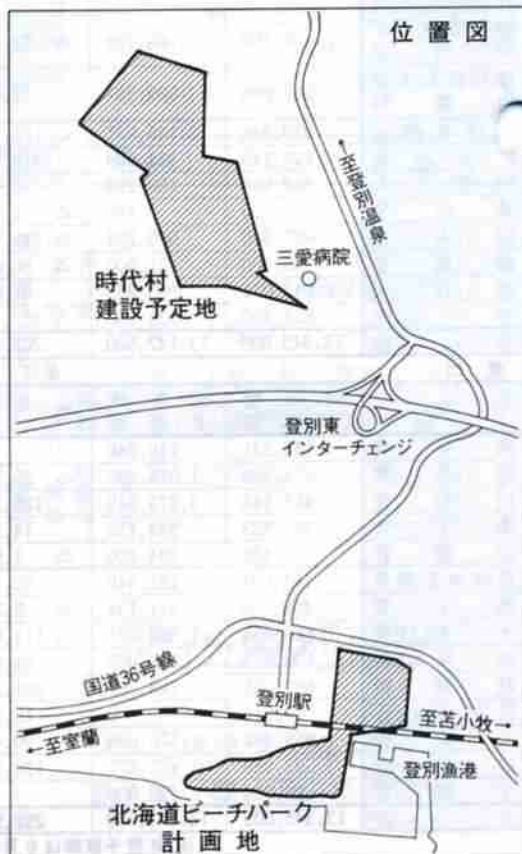 位置図
←至登別温泉
三愛病院
時代村
建設予定地
登別東
インターチェンジ
国道36号線
登別駅
至苫小牧→
←至室蘭
登別漁港
北海道ビーチパーク
計画地